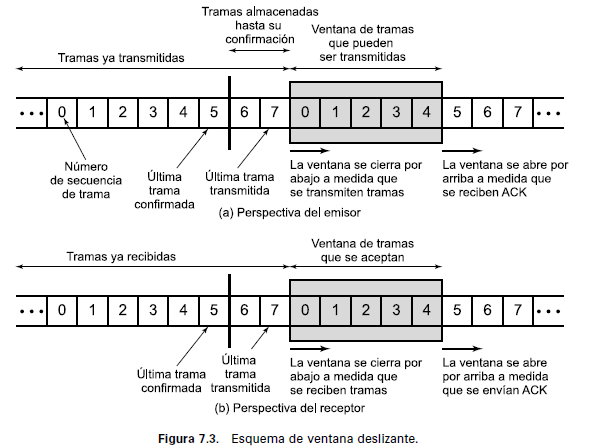 Tramas almacenadas
hasta su
confirmación
Ventana de tramas
que pueden
ser transmitidas
Tramas ya transmitidas
••• 0 1 2 3 4 5 6 7 0 1 2 3 4 5 6 7 •••
Número
de secuencia
de trama
Última
trama
confirmada
Última trama
transmitida
La ventana se cierra por
abajo a medida que
se transmiten tramas
La ventana se abre por
arriba a medida que
se reciben ACK
(a) Perspectiva del emisor
Ventana de tramas
que se aceptan
Tramas ya recibidas
••• 0 1 2 3 4 5 6 7 0 1 2 3 4 5 6 7 •••
Última trama
confirmada
Última
trama
transmitida
La ventana se cierra por
abajo a medida que
se reciben tramas
La ventana se abre
por arriba a medida
que se envían ACK
(b) Perspectiva del receptor
Figura 7.3. Esquema de ventana deslizante.